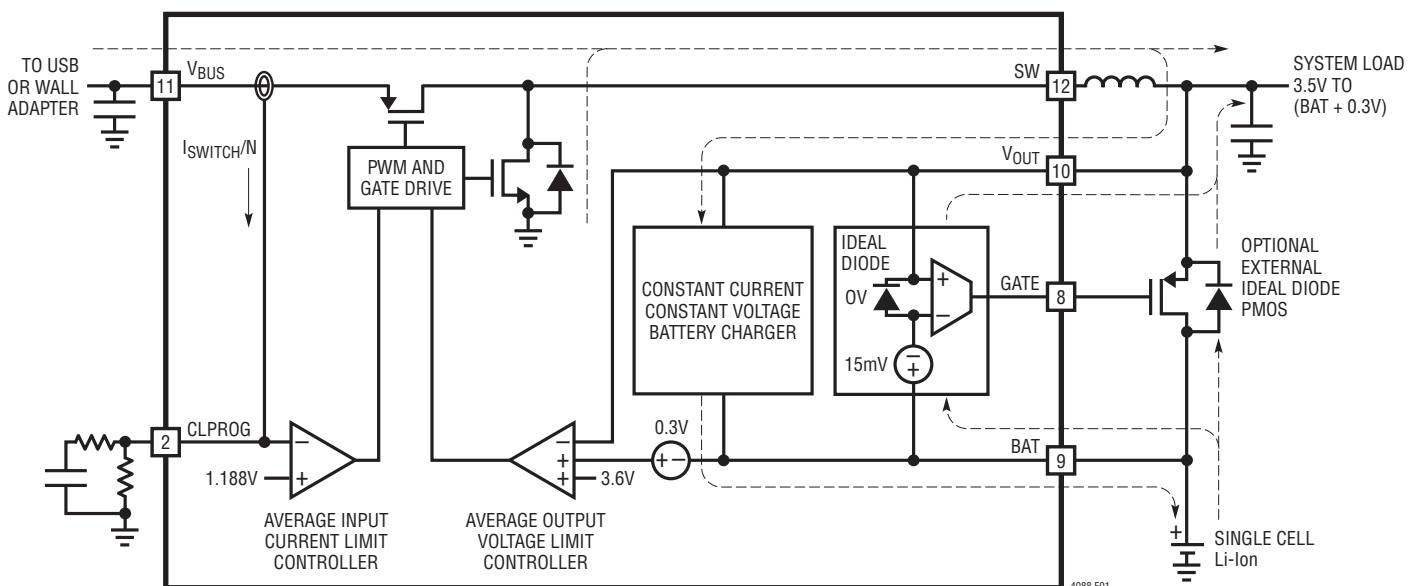 TO USB
OR WALL
ADAPTER
11
VBUS
SW
12
SYSTEM LOAD
3.5V TO
(BAT + 0.3V)
ISWITCH/N
PWM AND
GATE DRIVE
VOUT
10
CONSTANT CURRENT
CONSTANT VOLTAGE
BATTERY CHARGER
IDEAL
DIODE
0V
+
–
15mV
–
+
GATE
8
OPTIONAL
EXTERNAL
IDEAL DIODE
PMOS
2
CLPROG
–
1.188V
+
AVERAGE INPUT
CURRENT LIMIT
CONTROLLER
–
+
+
3.6V
AVERAGE OUTPUT
VOLTAGE LIMIT
CONTROLLER
0.3V
+ –
BAT
9
+
SINGLE CELL
Li-Ion
4088 F01